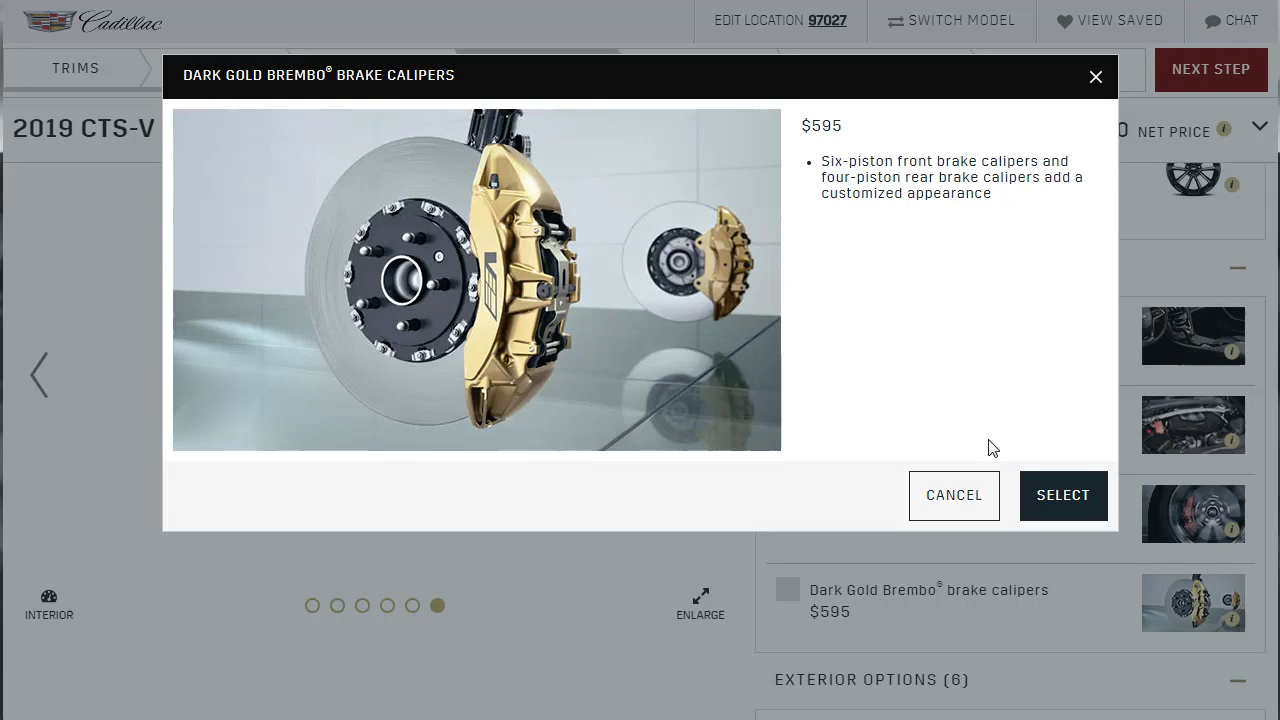 Cadillac
EDIT LOCATION 97027
SWITCH MODEL
VIEW SAVED
CHAT
TRIMS
NEXT STEP
DARK GOLD BREMBO® BRAKE CALIPERS
2019 CTS-V
0 NET PRICE
$595
• Six-piston front brake calipers and
four-piston rear brake calipers add a
customized appearance
CANCEL
SELECT
INTERIOR
ENLARGE
Dark Gold Brembo® brake calipers
$595
EXTERIOR OPTIONS (6)